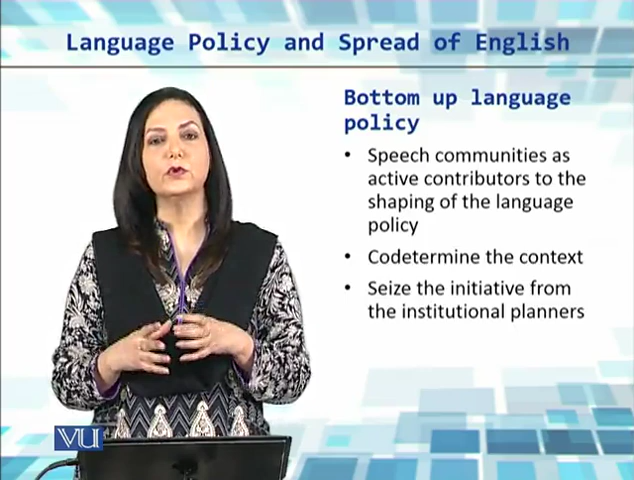 Language Policy and Spread of English
Bottom up language
policy
• Speech communities as
active contributors to the
shaping of the language
policy
• Codetermine the context
• Seize the initiative from
the institutional planners
VU